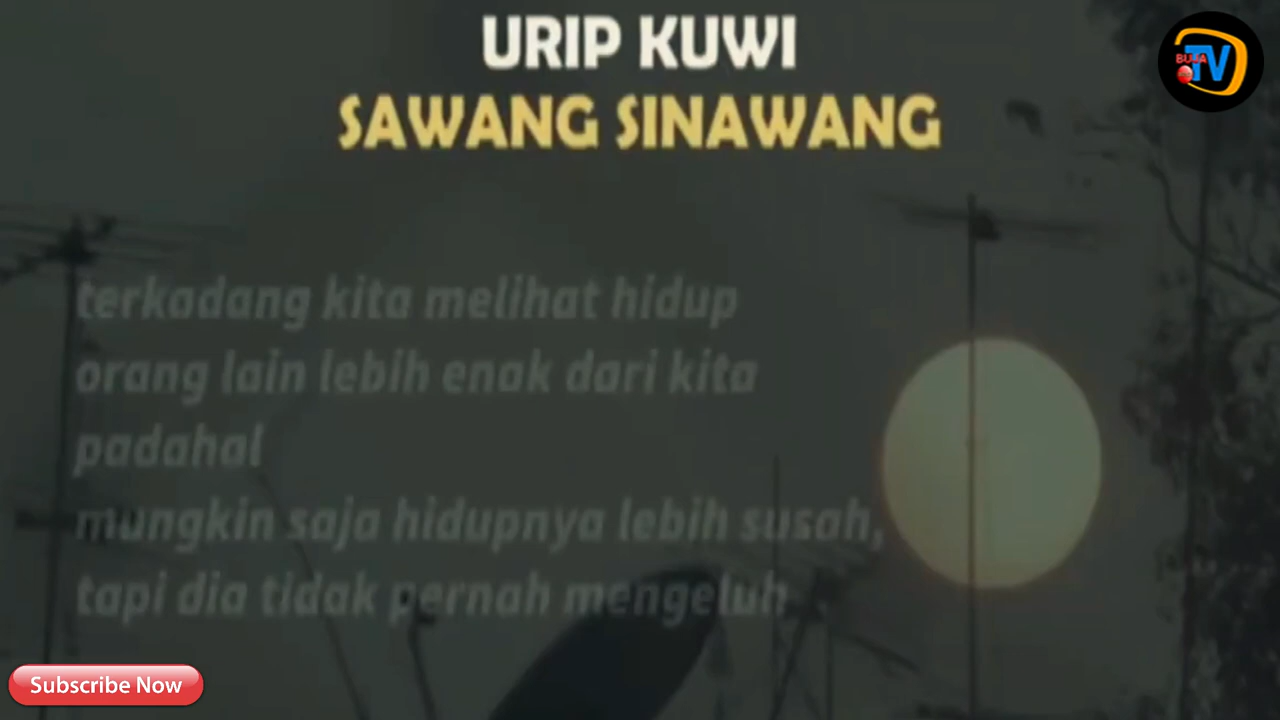 URIP KUWI
SAWANG SINAWANG
BUJA TV
terkadang kita melihat hidup
orang lain lebih enak dari kita
padahal
mungkin saja hidupnya lebih susah,
tapi dia tidak pernah mengeluh
Subscribe Now